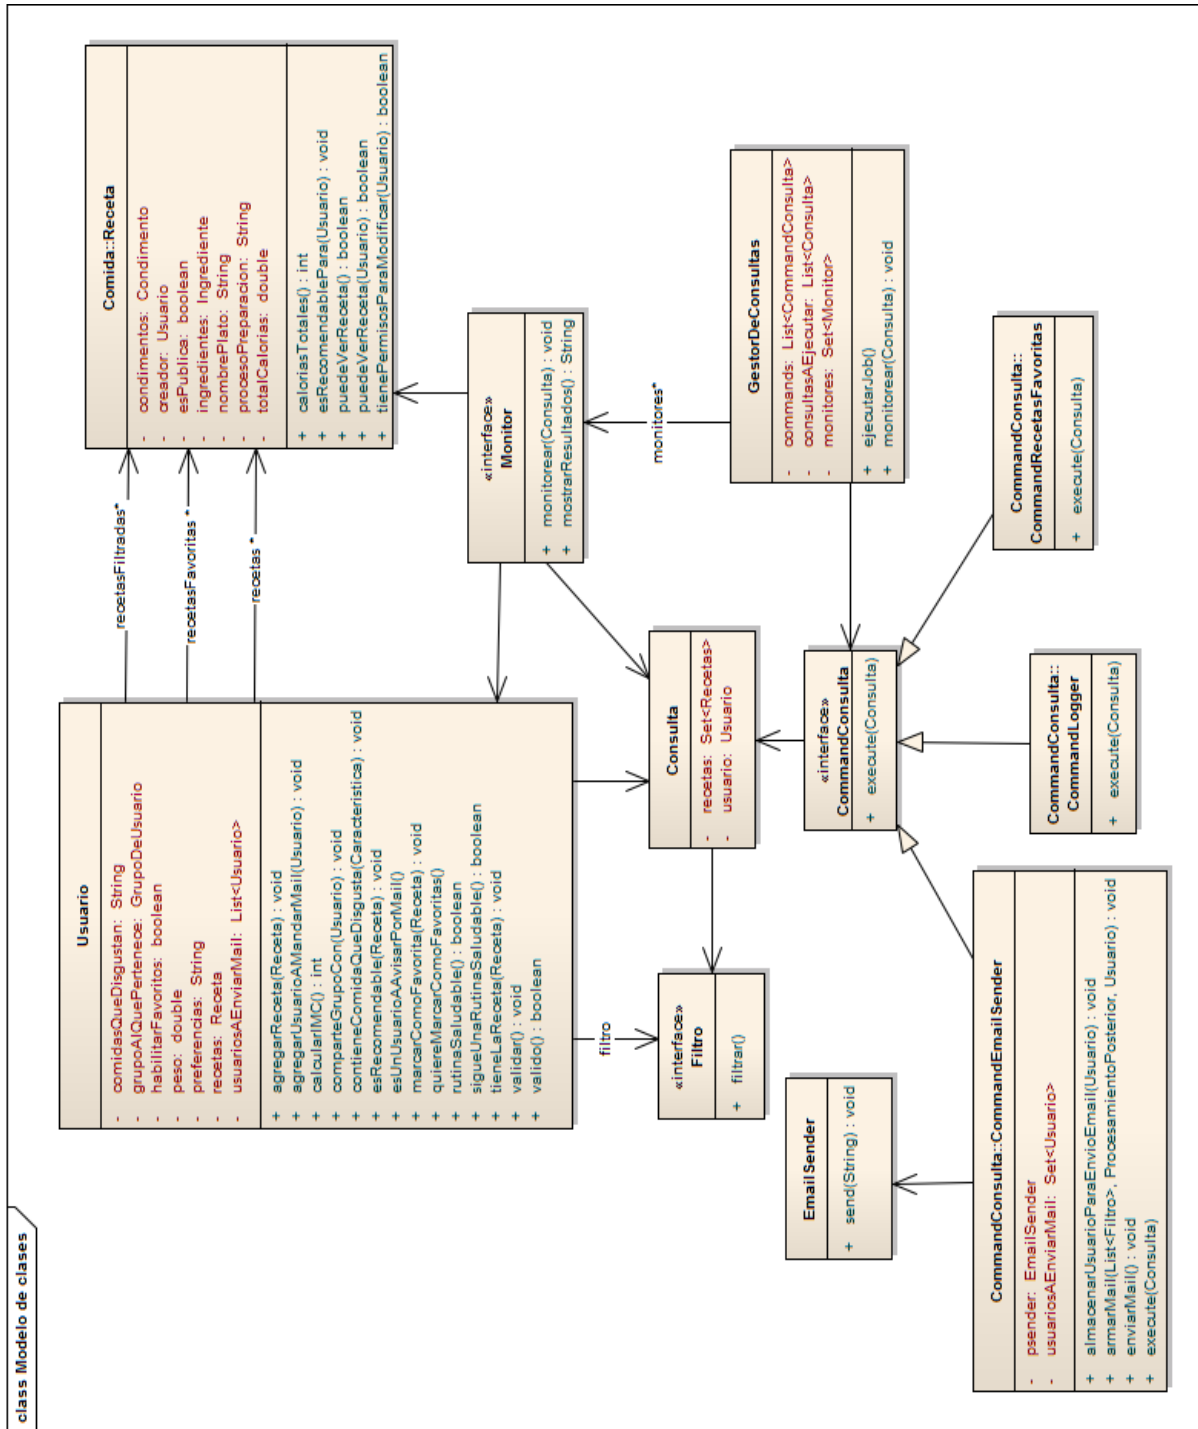 class Modelo de clases
Usuario
- comidasQueDisgustan: String
- grupoAlQuePertenece: GrupoDeUsuario
- habilitarFavoritos: boolean
- peso: double
- preferencias: String
- recetas: Receta
- usuariosAEnviarMail: List<Usuario>
+ agregarReceta(Receta) : void
+ agregarUsuarioAMandarMail(Usuario) : void
+ calcularIMC() : int
+ comparteGrupoCon(Usuario) : void
+ contieneComidaQueDisgusta(Caracteristica) : void
+ esRecomendable(Receta) : void
+ esUnUsuarioAAvisarPorMail()
+ marcarComoFavorita(Receta) : void
+ quiereMarcarComoFavoritas()
+ rutinaSaludable() : boolean
+ sigueUnaRutinaSaludable() : boolean
+ tieneLaReceta(Receta) : void
+ validar() : void
+ valido() : boolean
recetasFiltradas*
recetasFavoritas *
recetas *
Comida::Receta
- condimentos: Condimento
- creador: Usuario
- esPublica: boolean
- ingredientes: Ingrediente
- nombrePlato: String
- procesoPreparacion: String
- totalCalorias: double
+ caloriasTotales() : int
+ esRecomendablePara(Usuario) : void
+ puedeVerReceta() : boolean
+ puedeVerReceta(Usuario) : boolean
+ tienePermisosParaModificar(Usuario) : boolean
«interface»
Monitor
+ monitorear(Consulta) : void
+ mostrarResultados() : String
filtro
monitores*
«interface»
Filtro
+ filtrar()
Consulta
- recetas: Set<Recetas>
- usuario: Usuario
GestorDeConsultas
- commands: List<CommandConsulta>
- consultasAEjecutar: List<Consulta>
- monitores: Set<Monitor>
+ ejecutarJob()
+ monitorear(Consulta) : void
EmailSender
+ send(String) : void
«interface»
CommandConsulta
+ execute(Consulta)
CommandConsulta::CommandEmailSender
- psender: EmailSender
- usuariosAEnviarMail: Set<Usuario>
+ almacenarUsuarioParaEnvioEmail(Usuario) : void
+ armarMail(List<Filtro>, ProcesamientoPosterior, Usuario) : void
+ enviarMail() : void
+ execute(Consulta)
CommandConsulta::
CommandLogger
+ execute(Consulta)
CommandConsulta::
CommandRecetasFavoritas
+ execute(Consulta)